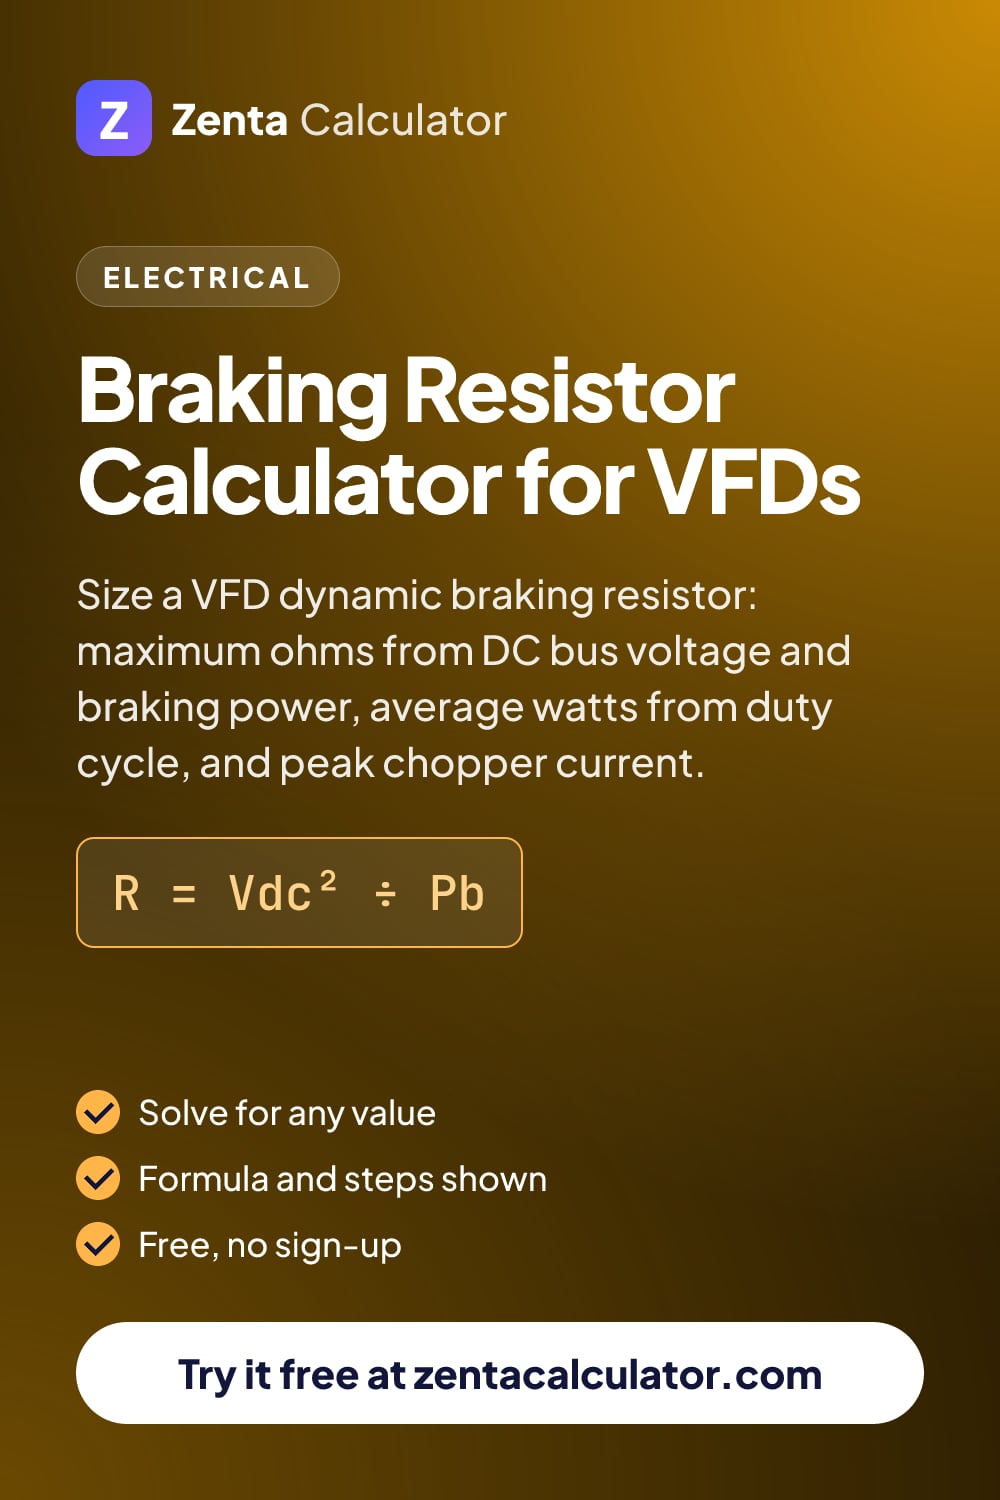 Z
Zenta Calculator
ELECTRICAL
Braking Resistor
Calculator for VFDs
Size a VFD dynamic braking resistor:
maximum ohms from DC bus voltage and
braking power, average watts from duty
cycle, and peak chopper current.
R = Vdc² ÷ Pb
Solve for any value
Formula and steps shown
Free, no sign-up
Try it free at zentacalculator.com